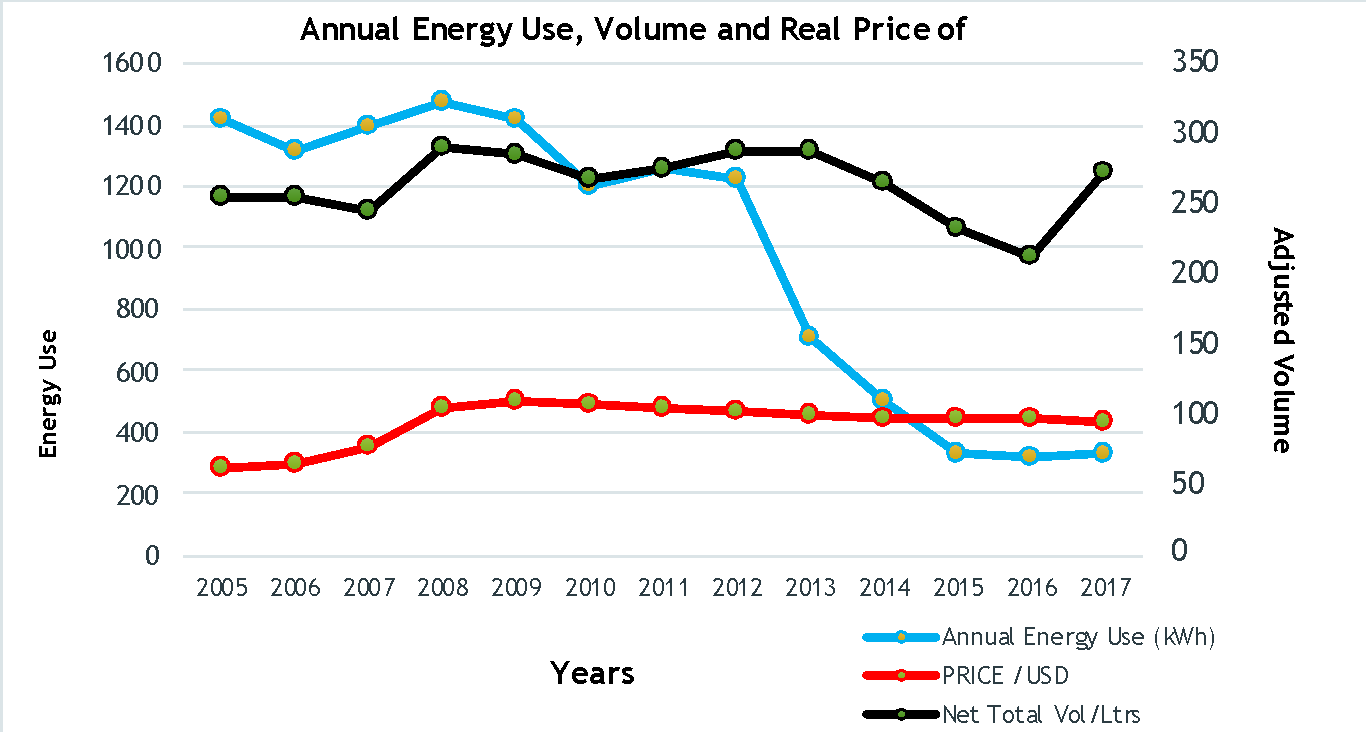 Annual Energy Use, Volume and Real Price of
1600
1400
1200
1000
800
600
400
200
0
Energy Use
350
300
250
200
150
100
50
0
Adjusted Volume
2005 2006 2007 2008 2009 2010 2011 2012 2013 2014 2015 2016 2017
Years
Annual Energy Use (kWh)
PRICE /USD
Net Total Vol/Ltrs